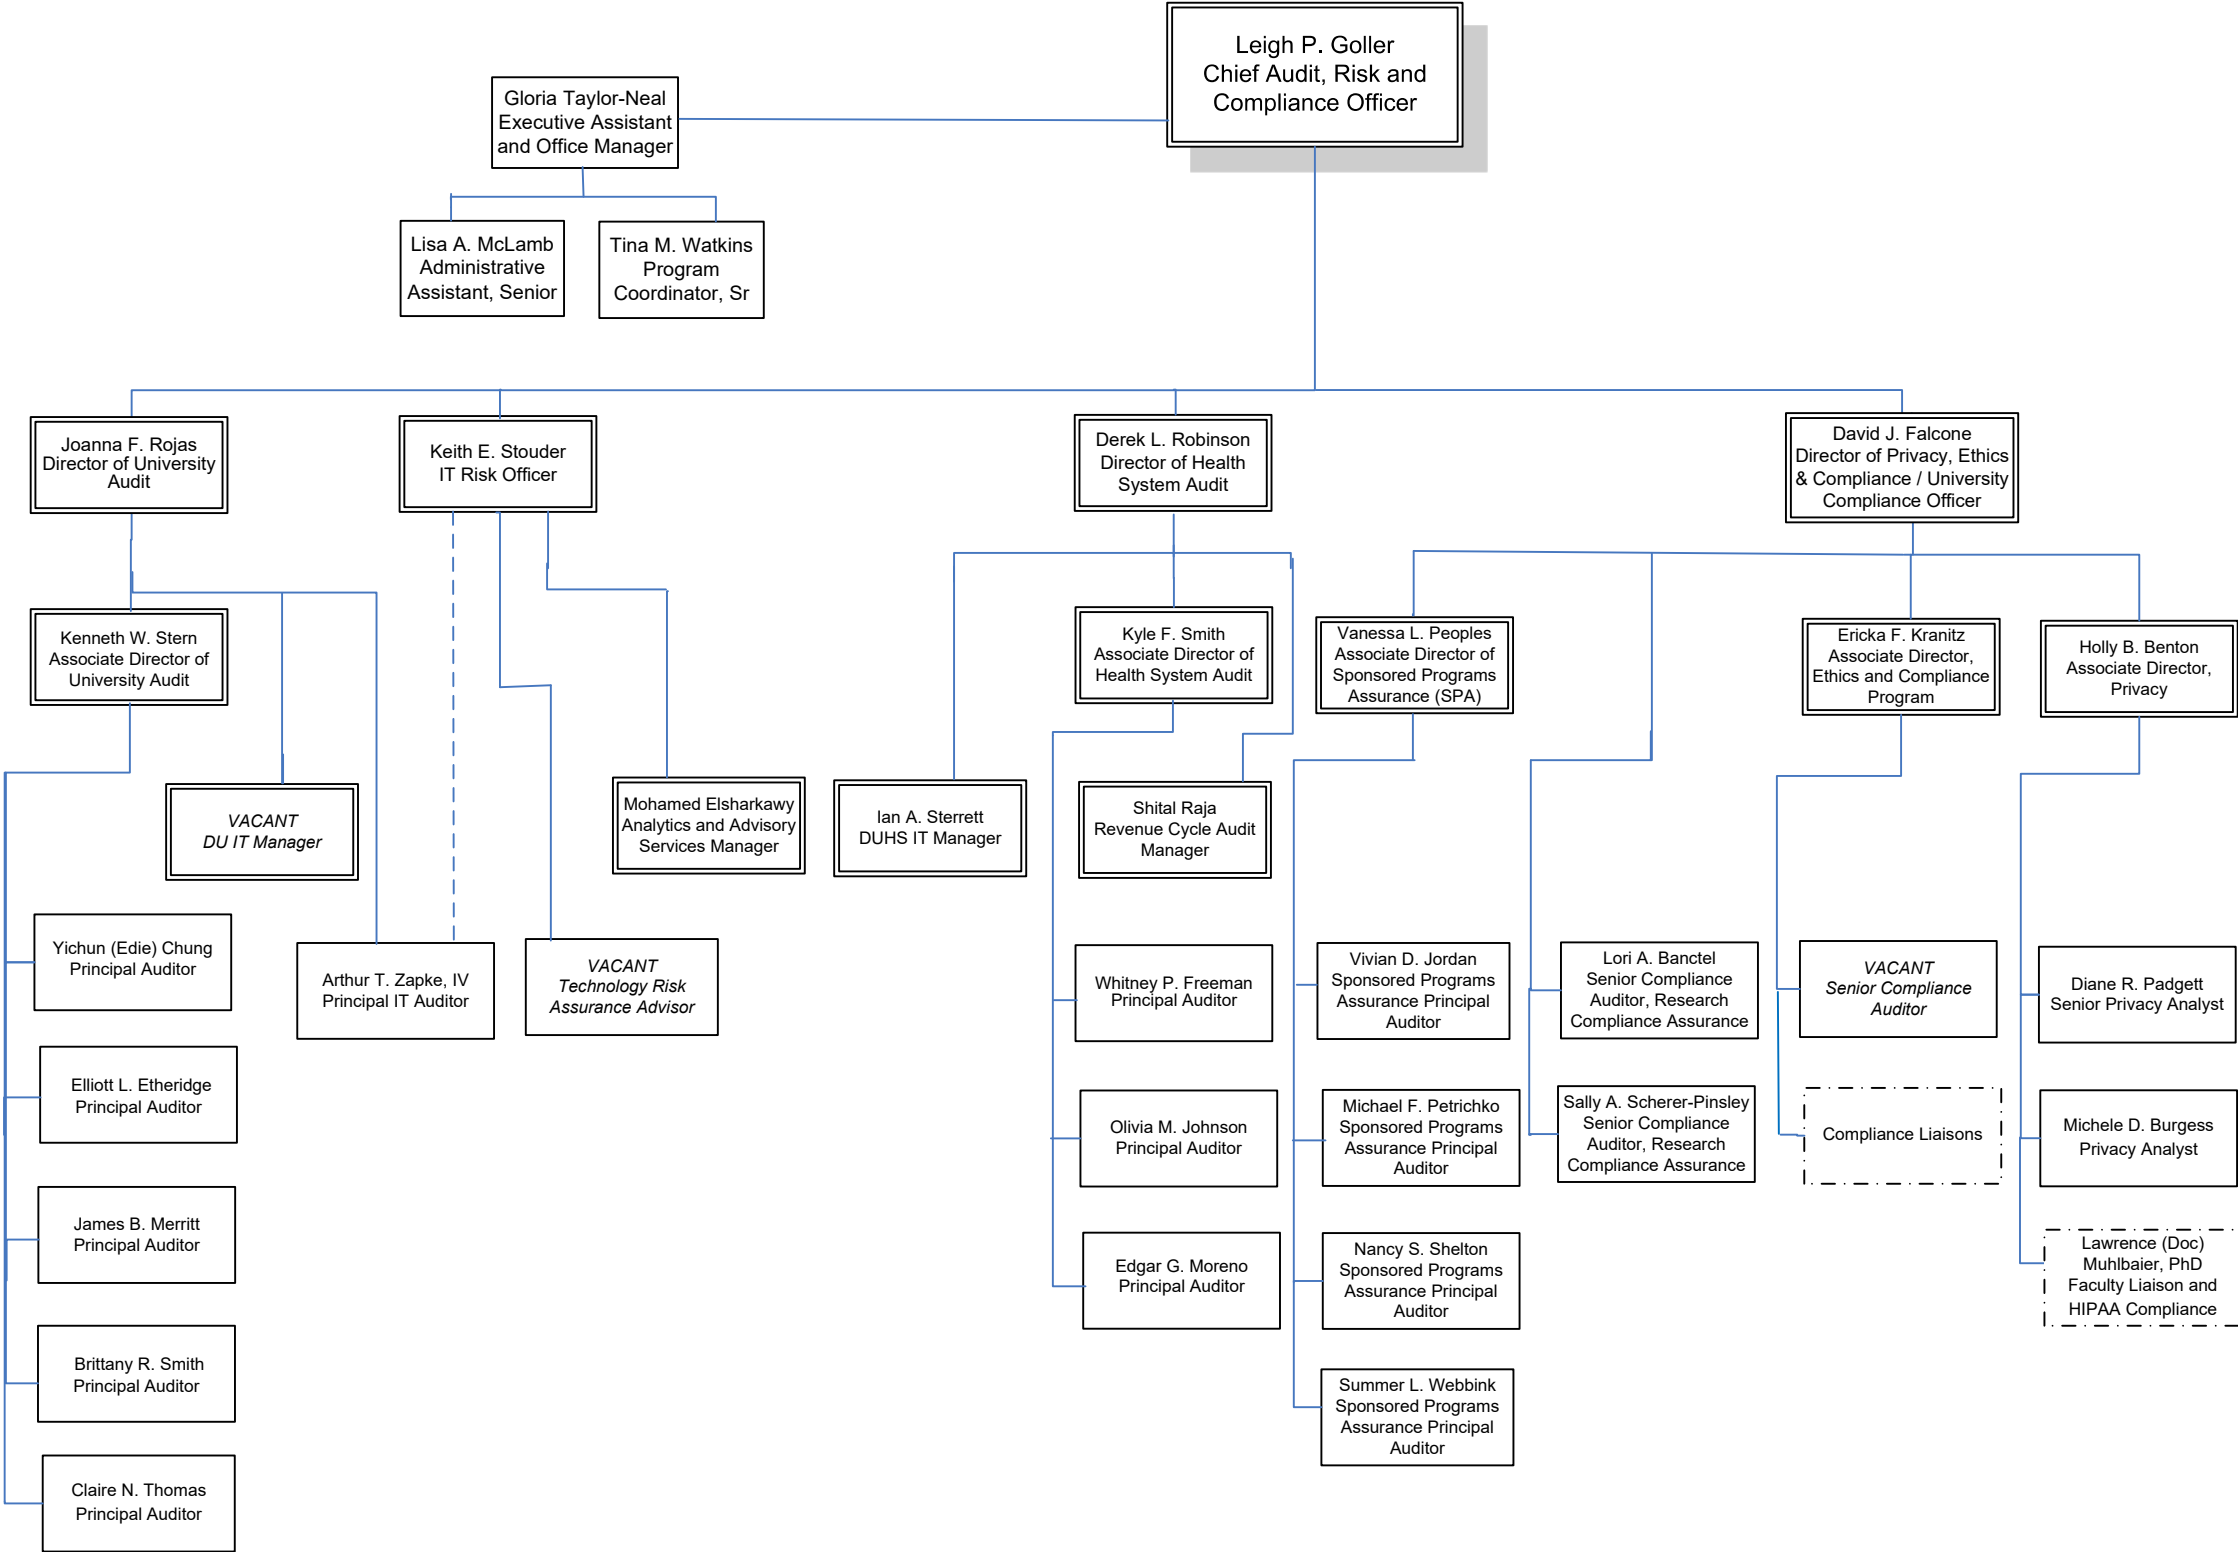 Leigh P. Goller
Chief Audit, Risk and
Compliance Officer
Gloria Taylor-Neal
Executive Assistant
and Office Manager
Lisa A. McLamb
Administrative
Assistant, Senior
Tina M. Watkins
Program
Coordinator, Sr
Joanna F. Rojas
Director of University
Audit
Keith E. Stouder
IT Risk Officer
Derek L. Robinson
Director of Health
System Audit
David J. Falcone
Director of Privacy, Ethics
& Compliance / University
Compliance Officer
Kenneth W. Stern
Associate Director of
University Audit
Kyle F. Smith
Associate Director of
Health System Audit
Vanessa L. Peoples
Associate Director of
Sponsored Programs
Assurance (SPA)
Ericka F. Kranitz
Associate Director,
Ethics and Compliance
Program
Holly B. Benton
Associate Director,
Privacy
VACANT
DU IT Manager
Mohamed Elsharkawy
Analytics and Advisory
Services Manager
Ian A. Sterrett
DUHS IT Manager
Shital Raja
Revenue Cycle Audit
Manager
Yichun (Edie) Chung
Principal Auditor
Arthur T. Zapke, IV
Principal IT Auditor
VACANT
Technology Risk
Assurance Advisor
Whitney P. Freeman
Principal Auditor
Vivian D. Jordan
Sponsored Programs
Assurance Principal
Auditor
Lori A. Banctel
Senior Compliance
Auditor, Research
Compliance Assurance
VACANT
Senior Compliance
Auditor
Diane R. Padgett
Senior Privacy Analyst
Elliott L. Etheridge
Principal Auditor
Olivia M. Johnson
Principal Auditor
Michael F. Petrichko
Sponsored Programs
Assurance Principal
Auditor
Sally A. Scherer-Pinsley
Senior Compliance
Auditor, Research
Compliance Assurance
Compliance Liaisons
Michele D. Burgess
Privacy Analyst
James B. Merritt
Principal Auditor
Edgar G. Moreno
Principal Auditor
Nancy S. Shelton
Sponsored Programs
Assurance Principal
Auditor
Lawrence (Doc)
Muhlbaier, PhD
Faculty Liaison and
HIPAA Compliance
Brittany R. Smith
Principal Auditor
Summer L. Webbink
Sponsored Programs
Assurance Principal
Auditor
Claire N. Thomas
Principal Auditor